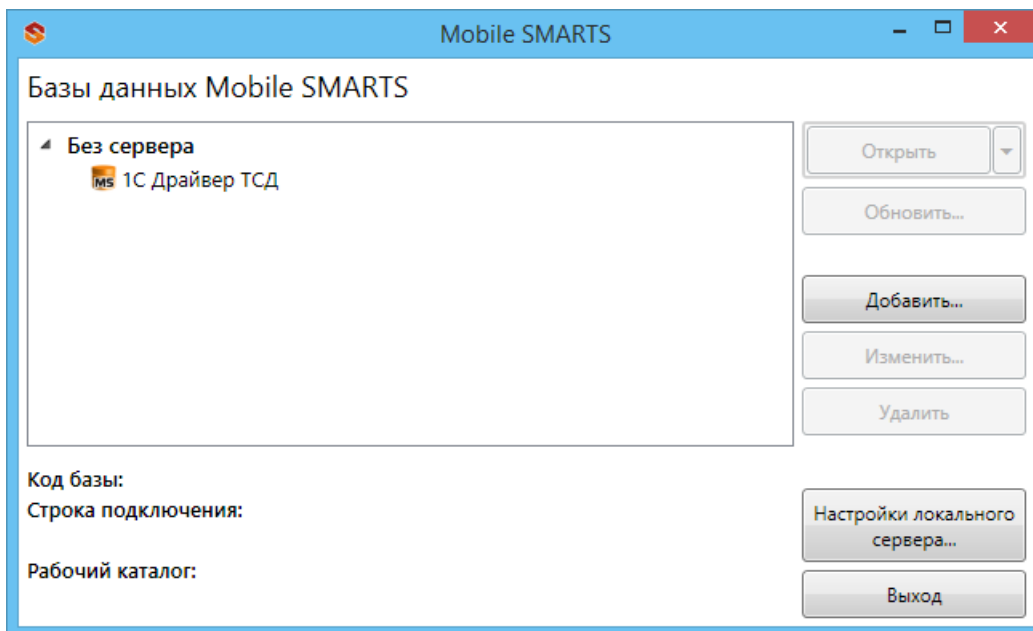 Mobile SMARTS
Базы данных Mobile SMARTS
Без сервера
MS 1С Драйвер ТСД
Открыть
Обновить...
Добавить...
Изменить...
Удалить
Код базы:
Строка подключения:
Рабочий каталог:
Настройки локального
сервера...
Выход